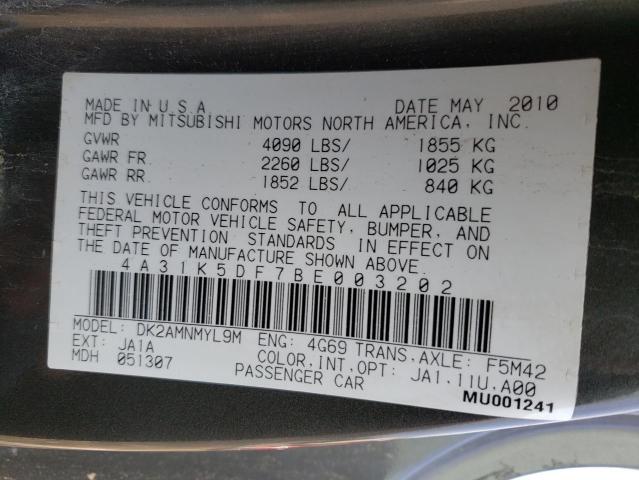 MADE IN U.S.A. DATE MAY 2010
MFD BY MITSUBISHI MOTORS NORTH AMERICA, INC.
GVWR 4090 LBS/ 1855 KG
GAWR FR. 2260 LBS/ 1025 KG
GAWR RR. 1852 LBS/ 840 KG
THIS VEHICLE CONFORMS TO ALL APPLICABLE
FEDERAL MOTOR VEHICLE SAFETY, BUMPER, AND
THEFT PREVENTION STANDARDS IN EFFECT ON
THE DATE OF MANUFACTURE SHOWN ABOVE.
4A31K5DF7BE003202
MODEL: DK2AMNMYL9M ENG: 4G69 TRANS,AXLE: F5M42
EXT: JA1A COLOR,INT,OPT: JA1,11U,A00
MDH 051307 PASSENGER CAR
MU001241